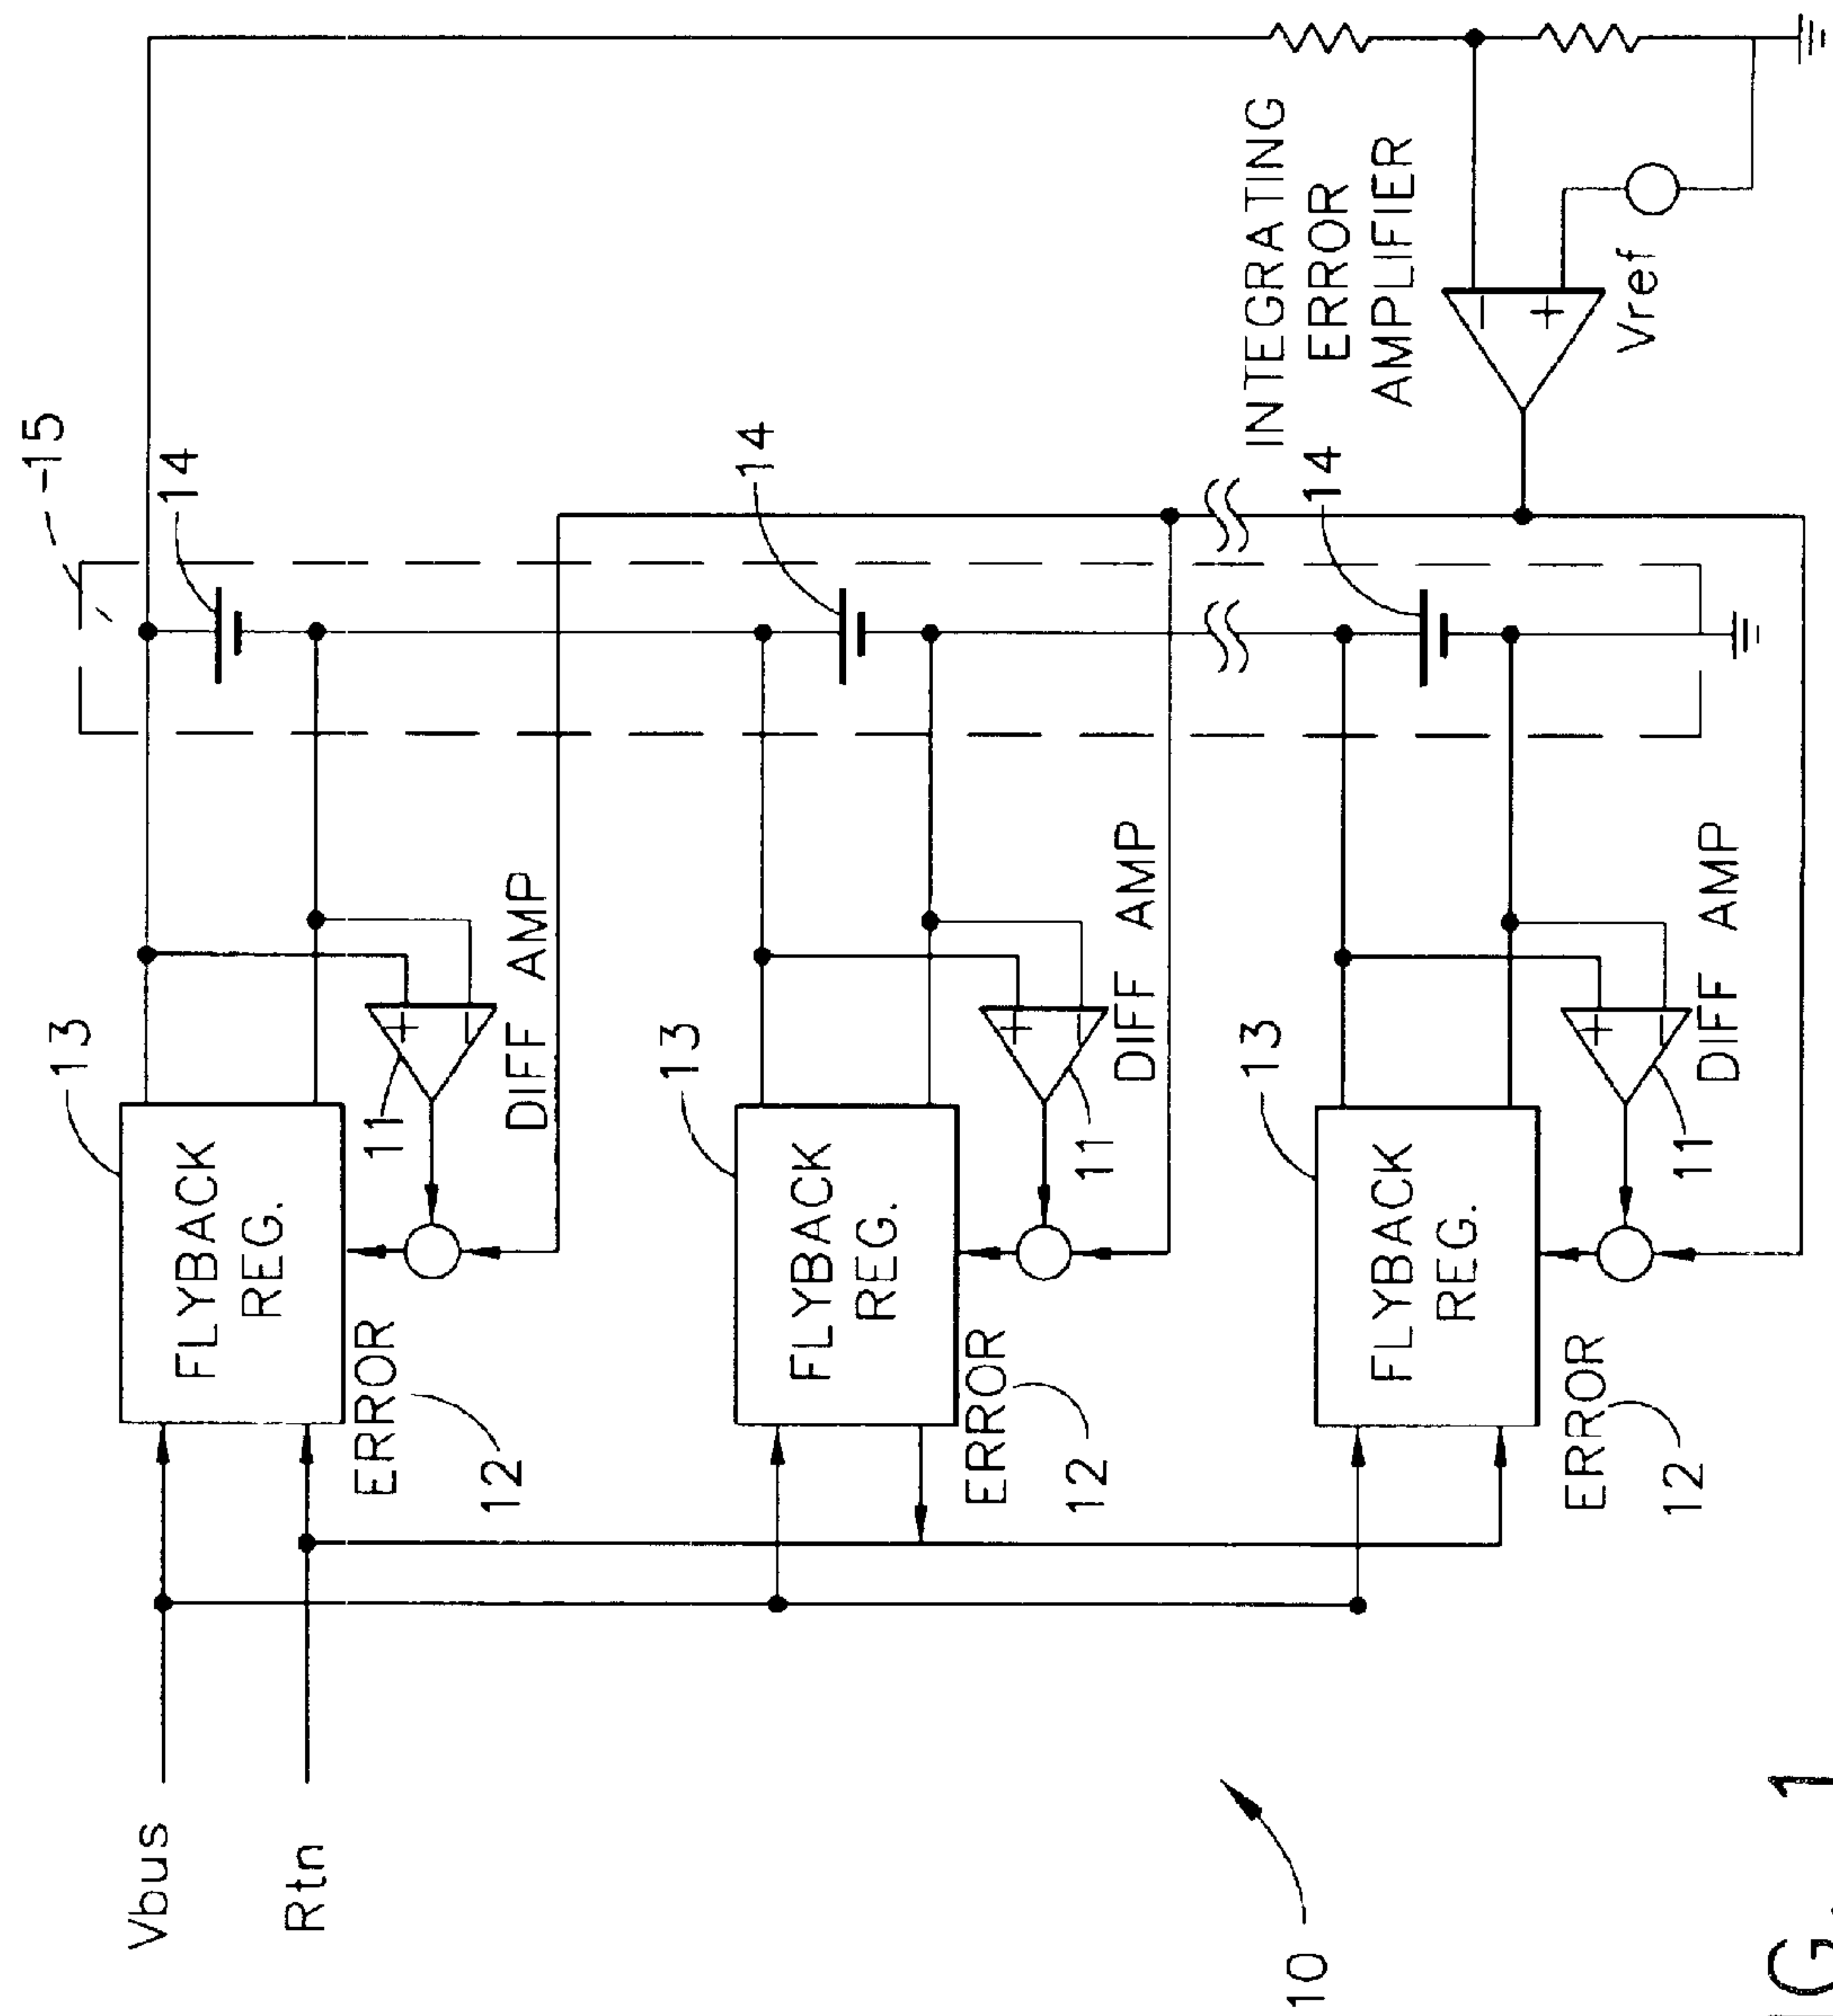 15
13
Vbus
14
FLYBACK
REG.
Rtn
11
ERROR
12
DIFF AMP
13
14
FLYBACK
REG.
ERROR
11
12
DIFF AMP
INTEGRATING
ERROR
AMPLIFIER
13
14
10
FLYBACK
REG.
ERROR
Vref
12
11
DIFF AMP
G. 1